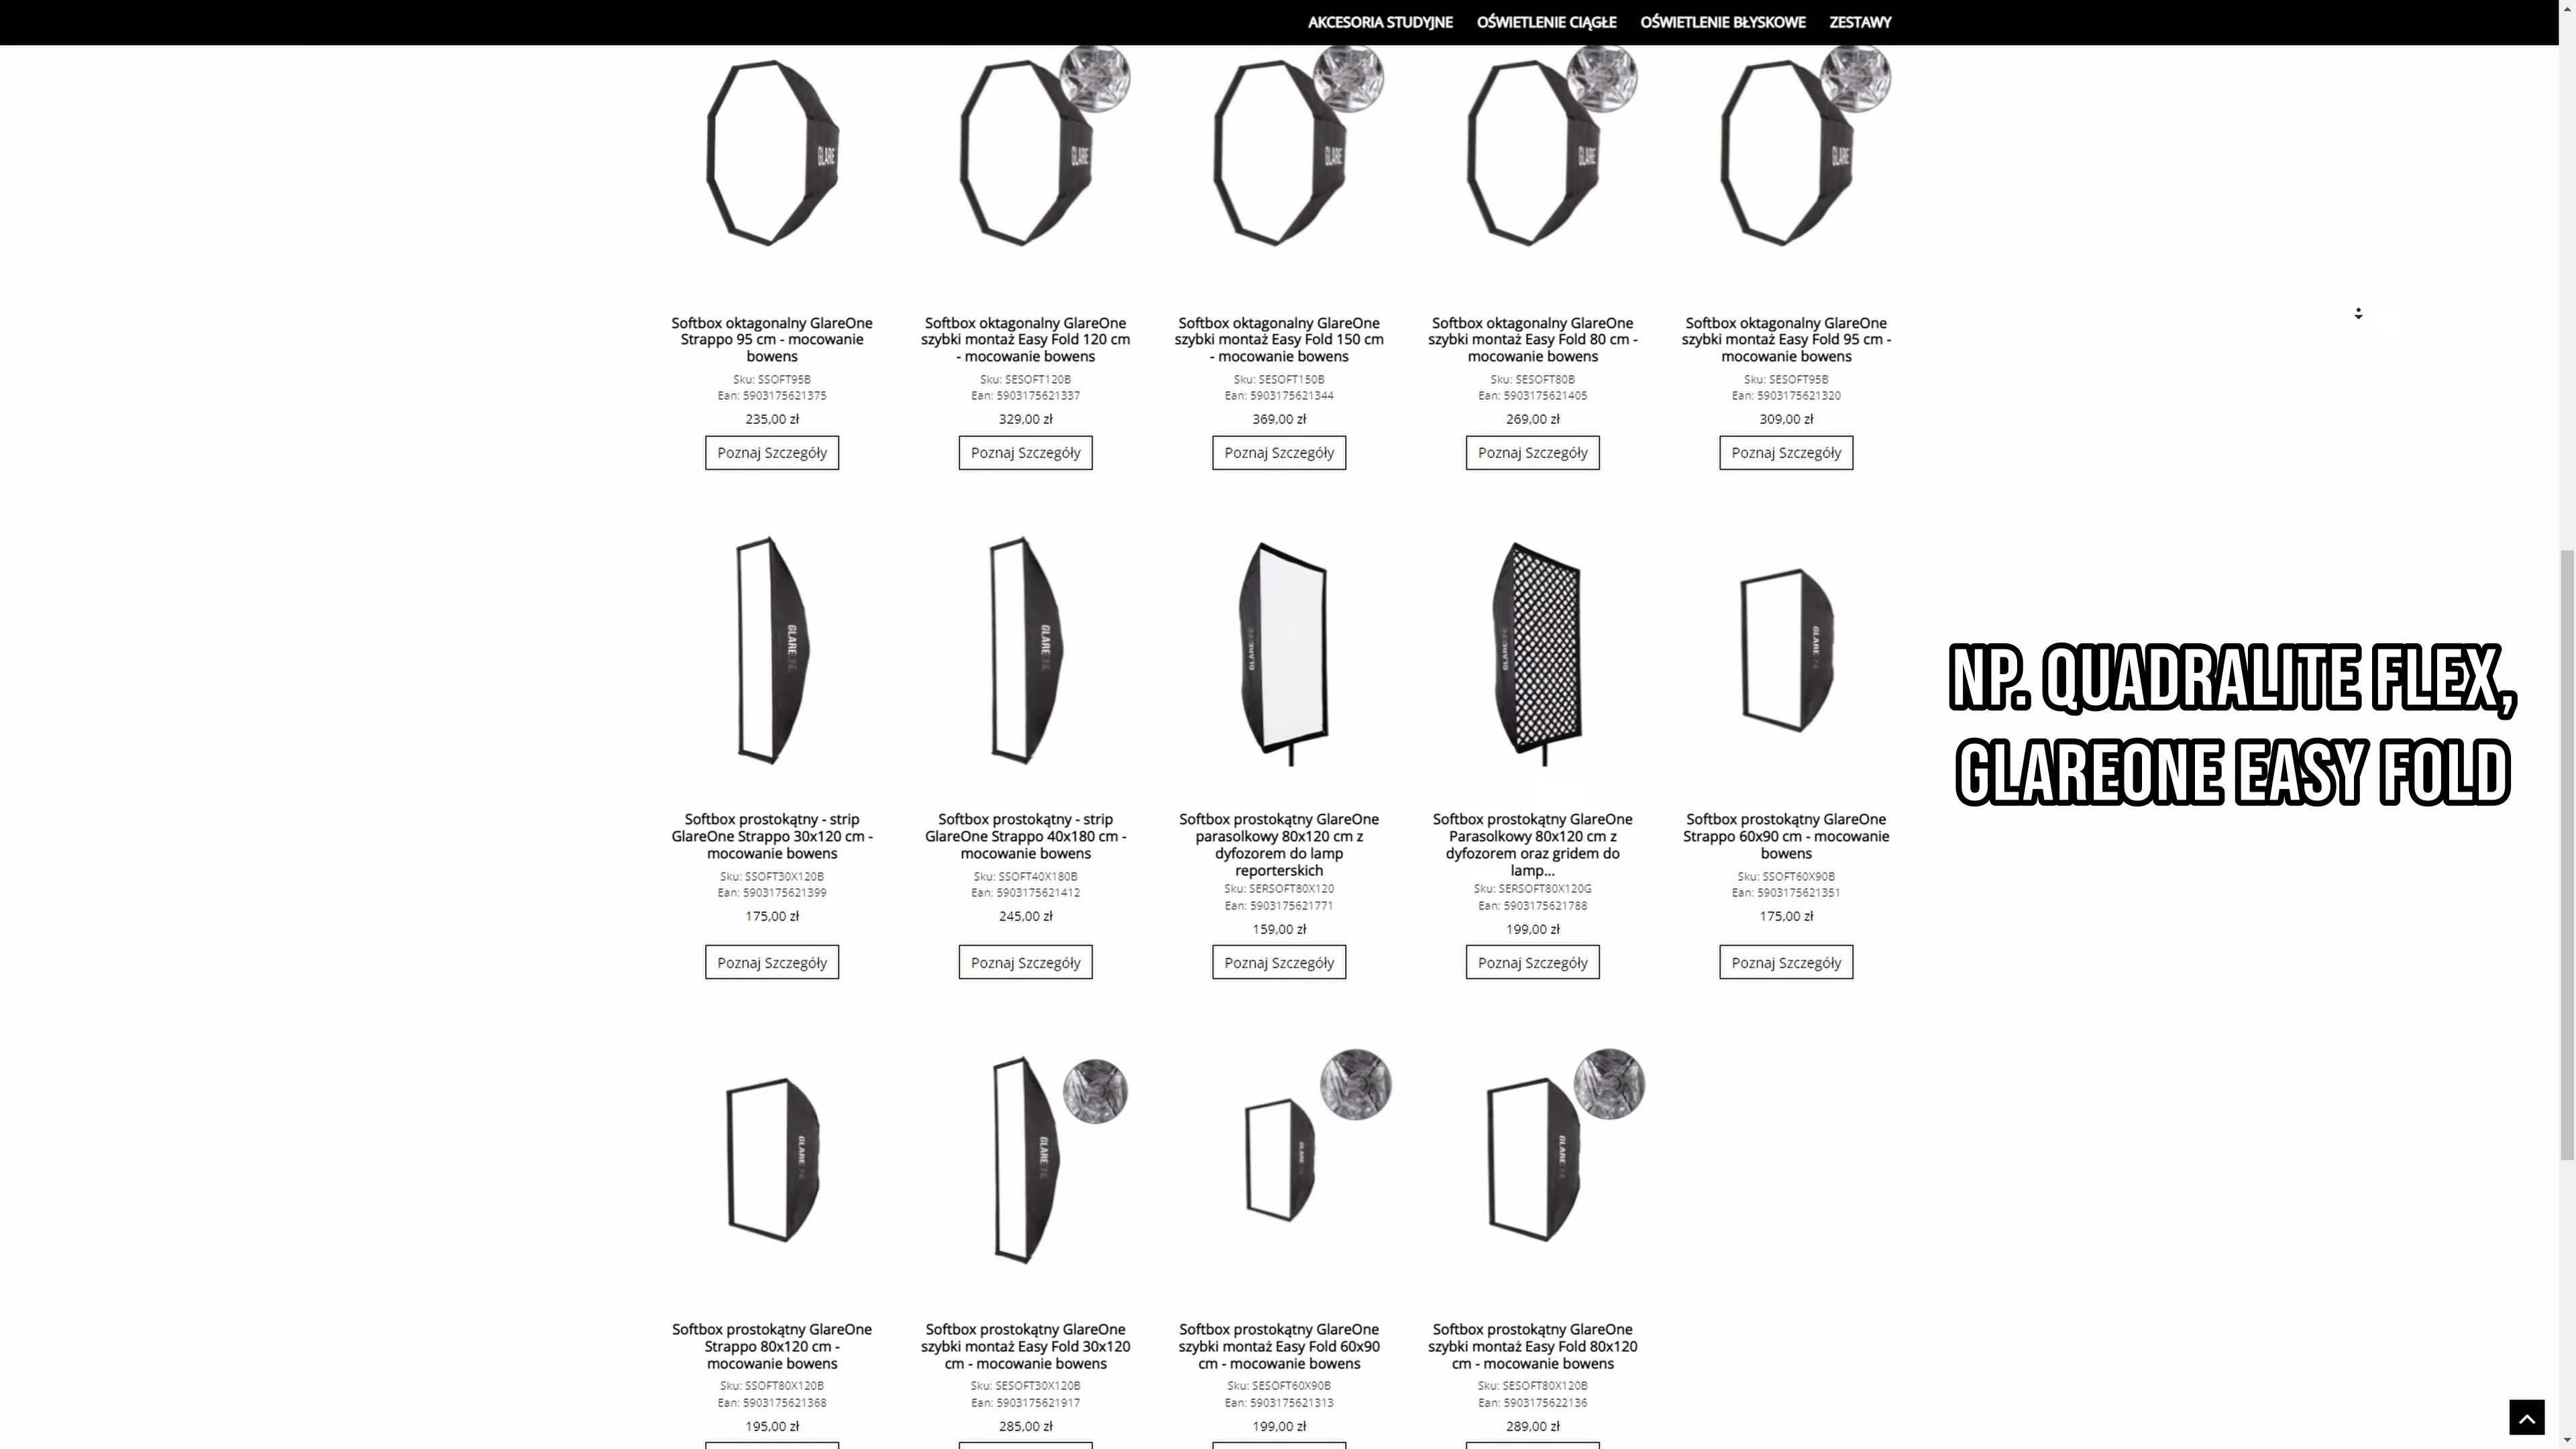 AKCESORIA STUDYJNE OŚWIETLENIE CIĄGŁE OŚWIETLENIE BŁYSKOWE ZESTAWY
GLARE GLARE GLARE GLARE GLARE
Softbox oktagonalny GlareOne
Strappo 95 cm - mocowanie
bowens
Sku: SSOFT95B
Ean: 5903175621375
235,00 zł
Poznaj Szczegóły
Softbox oktagonalny GlareOne
szybki montaż Easy Fold 120 cm
- mocowanie bowens
Sku: SESOFT120B
Ean: 5903175621337
329,00 zł
Poznaj Szczegóły
Softbox oktagonalny GlareOne
szybki montaż Easy Fold 150 cm
- mocowanie bowens
Sku: SESOFT150B
Ean: 5903175621344
369,00 zł
Poznaj Szczegóły
Softbox oktagonalny GlareOne
szybki montaż Easy Fold 80 cm -
mocowanie bowens
Sku: SESOFT80B
Ean: 5903175621405
269,00 zł
Poznaj Szczegóły
Softbox oktagonalny GlareOne
szybki montaż Easy Fold 95 cm -
mocowanie bowens
Sku: SESOFT95B
Ean: 5903175621320
309,00 zł
Poznaj Szczegóły
GLAREONE GLAREONE GLAREONE GLAREONE GLAREONE
Softbox prostokątny - strip
GlareOne Strappo 30x120 cm -
mocowanie bowens
Sku: SSOFT30X120B
Ean: 5903175621399
175,00 zł
Poznaj Szczegóły
Softbox prostokątny - strip
GlareOne Strappo 40x180 cm -
mocowanie bowens
Sku: SSOFT40X180B
Ean: 5903175621412
245,00 zł
Poznaj Szczegóły
Softbox prostokątny GlareOne
parasolkowy 80x120 cm z
dyfozorem do lamp
reporterskich
Sku: SERSOFT80X120
Ean: 5903175621771
159,00 zł
Poznaj Szczegóły
Softbox prostokątny GlareOne
Parasolkowy 80x120 cm z
dyfozorem oraz gridem do
lamp...
Sku: SERSOFT80X120G
Ean: 5903175621788
199,00 zł
Poznaj Szczegóły
Softbox prostokątny GlareOne
Strappo 60x90 cm - mocowanie
bowens
Sku: SSOFT60X90B
Ean: 5903175621351
175,00 zł
Poznaj Szczegóły
NP. QUADRALITE FLEX,
GLAREONE EASY FOLD
GLAREONE GLAREONE GLAREONE GLAREONE
Softbox prostokątny GlareOne
Strappo 80x120 cm -
mocowanie bowens
Sku: SSOFT80X120B
Ean: 5903175621368
195,00 zł
Softbox prostokątny GlareOne
szybki montaż Easy Fold 30x120
cm - mocowanie bowens
Sku: SESOFT30X120B
Ean: 5903175621917
285,00 zł
Softbox prostokątny GlareOne
szybki montaż Easy Fold 60x90
cm - mocowanie bowens
Sku: SESOFT60X90B
Ean: 5903175621313
199,00 zł
Softbox prostokątny GlareOne
szybki montaż Easy Fold 80x120
cm - mocowanie bowens
Sku: SESOFT80X120B
Ean: 5903175622136
289,00 zł